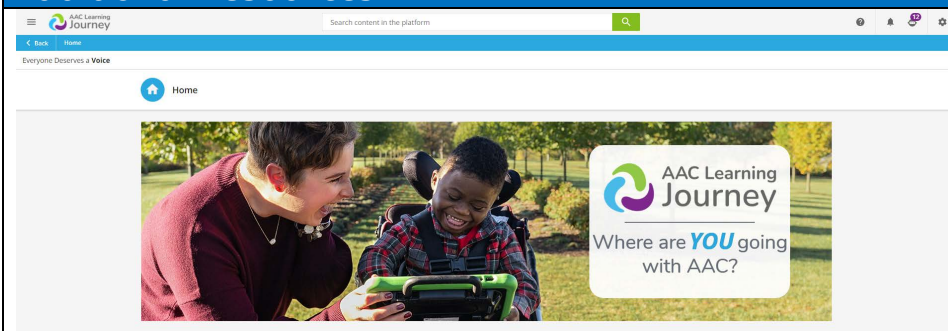 AAC Learning
Journey
Search content in the platform
12
Back Home
Everyone Deserves a Voice
Home
AAC Learning
Journey
Where are YOU going
with AAC?